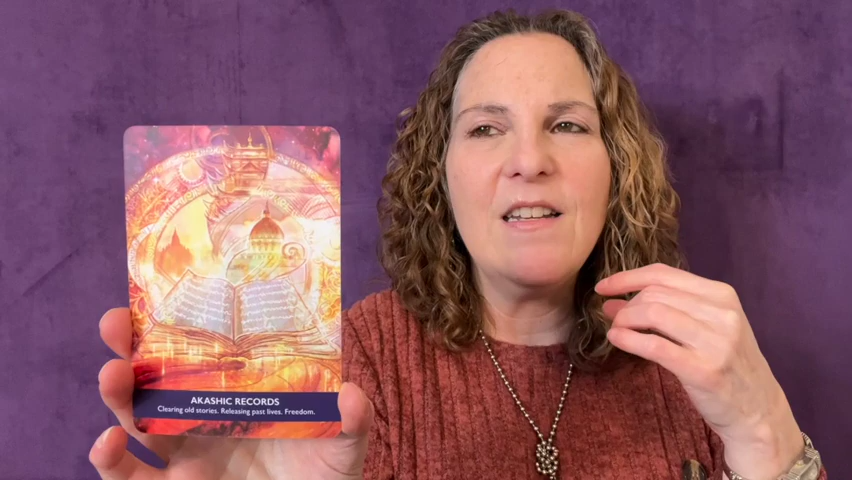 AKASHIC RECORDS
Clearing old stories. Releasing past lives. Freedom.